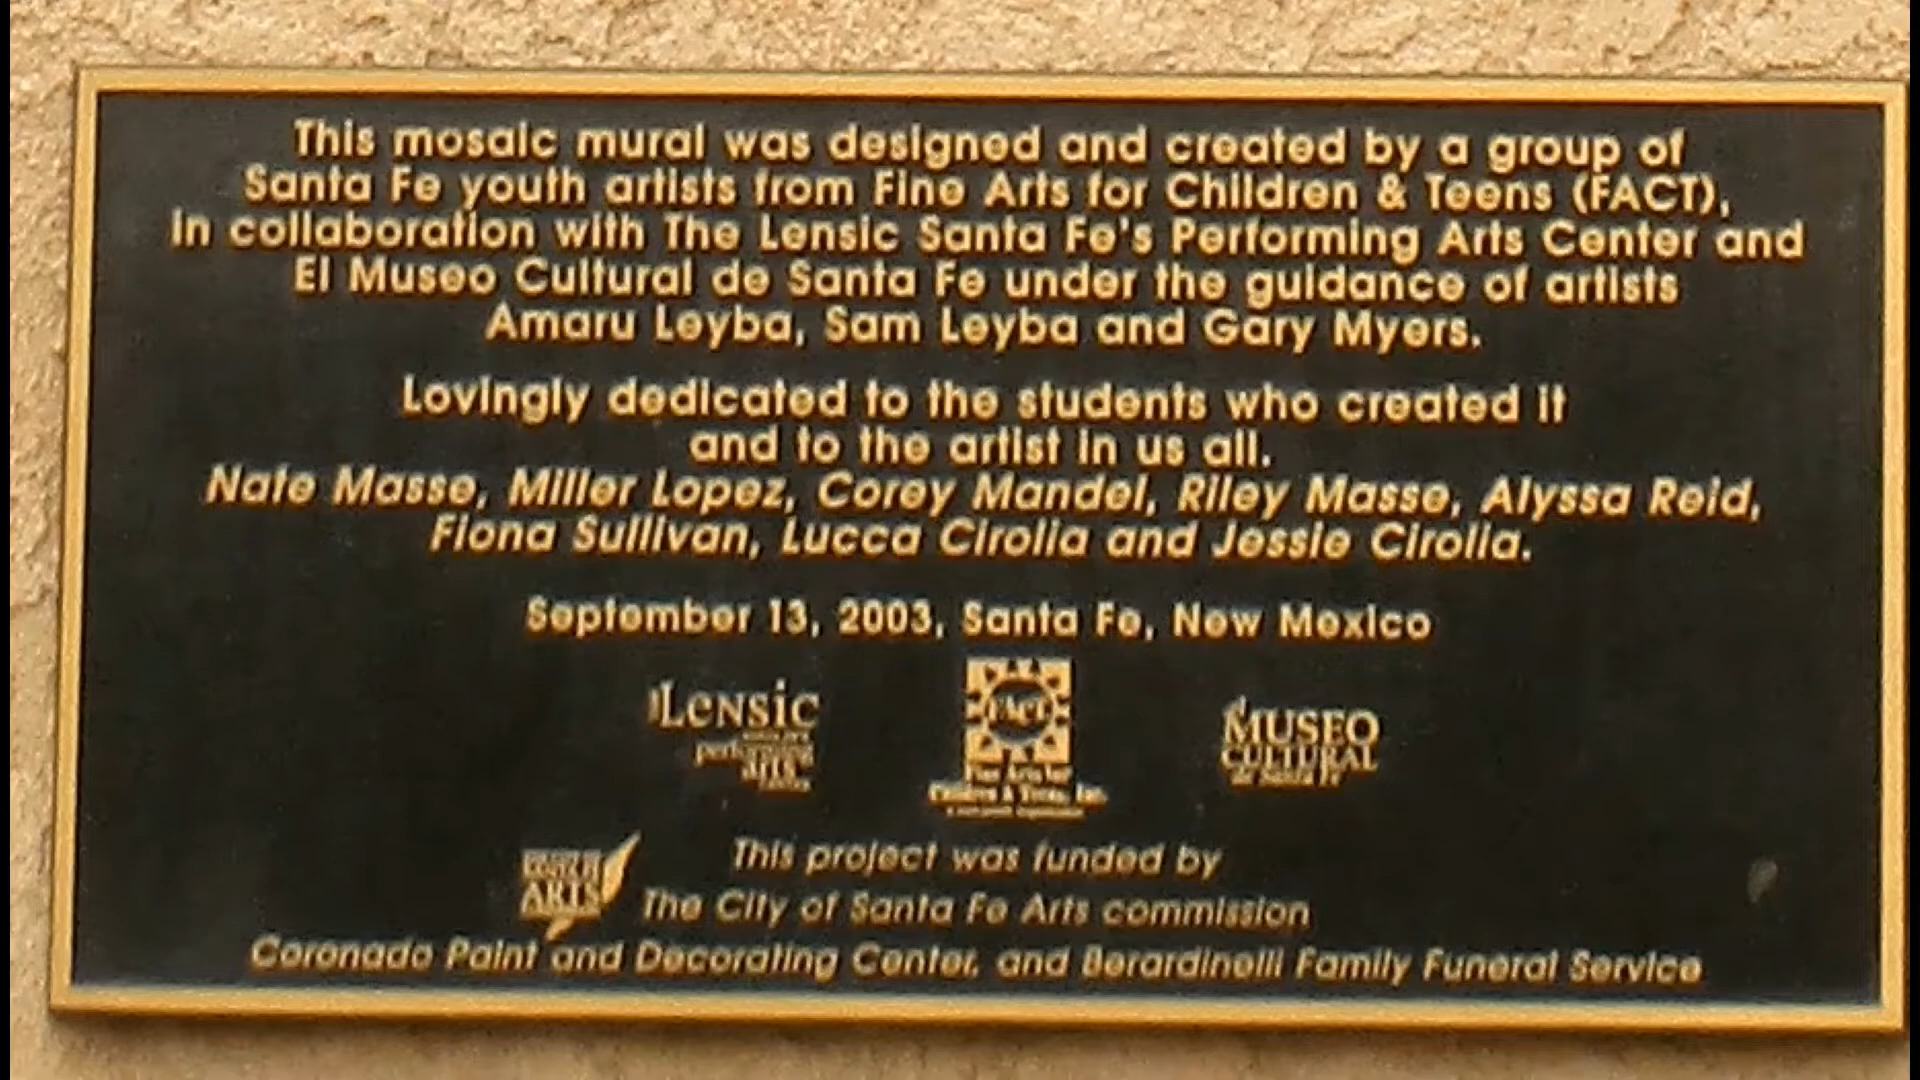 This mosaic mural was designed and created by a group of
Santa Fe youth artists from Fine Arts for Children & Teens (FACT),
in collaboration with The Lensic Santa Fe's Performing Arts Center and
El Museo Cultural de Santa Fe under the guidance of artists
Amaru Leyba, Sam Leyba and Gary Myers.
Lovingly dedicated to the students who created it
and to the artist in us all.
Nate Masse, Miller Lopez, Corey Mandel, Riley Masse, Alyssa Reid,
Fiona Sullivan, Lucca Cirolia and Jessie Cirolia.
September 13, 2003, Santa Fe, New Mexico
Lensic
performing
arts
FACT
Fine Arts for
Children & Teens, Inc.
el
MUSEO
CULTURAL
de Santa Fe
ARTS
This project was funded by
The City of Santa Fe Arts commission
Coronado Paint and Decorating Center, and Berardinelli Family Funeral Service